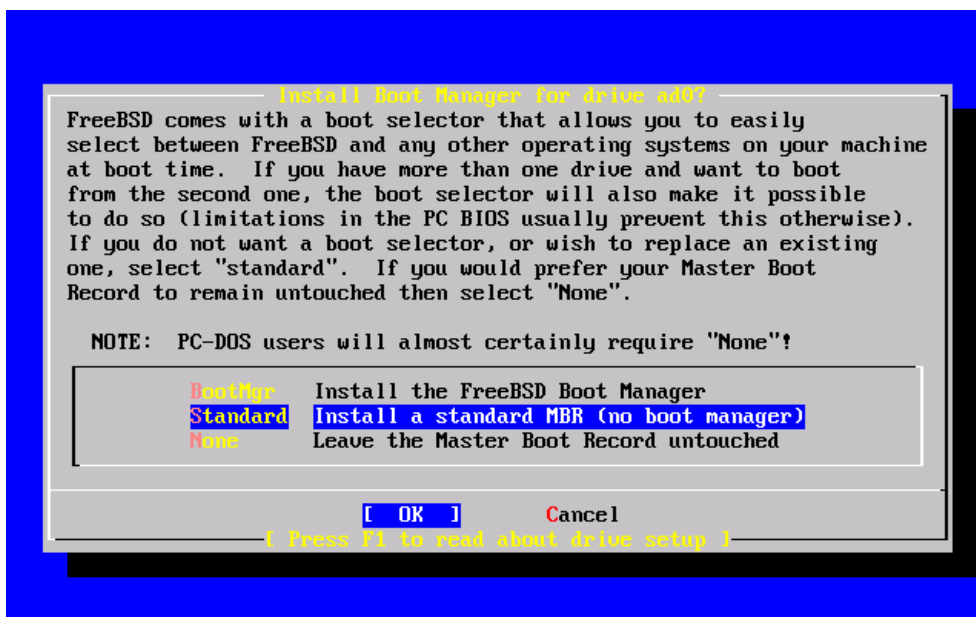 Install Boot Manager for drive ad0?
FreeBSD comes with a boot selector that allows you to easily
select between FreeBSD and any other operating systems on your machine
at boot time.  If you have more than one drive and want to boot
from the second one, the boot selector will also make it possible
to do so (limitations in the PC BIOS usually prevent this otherwise).
If you do not want a boot selector, or wish to replace an existing
one, select "standard".  If you would prefer your Master Boot
Record to remain untouched then select "None".
NOTE:  PC-DOS users will almost certainly require "None"!
BootMgr   Install the FreeBSD Boot Manager
Standard  Install a standard MBR (no boot manager)
None      Leave the Master Boot Record untouched
[  OK  ]       Cancel
[ Press F1 to read about drive setup ]